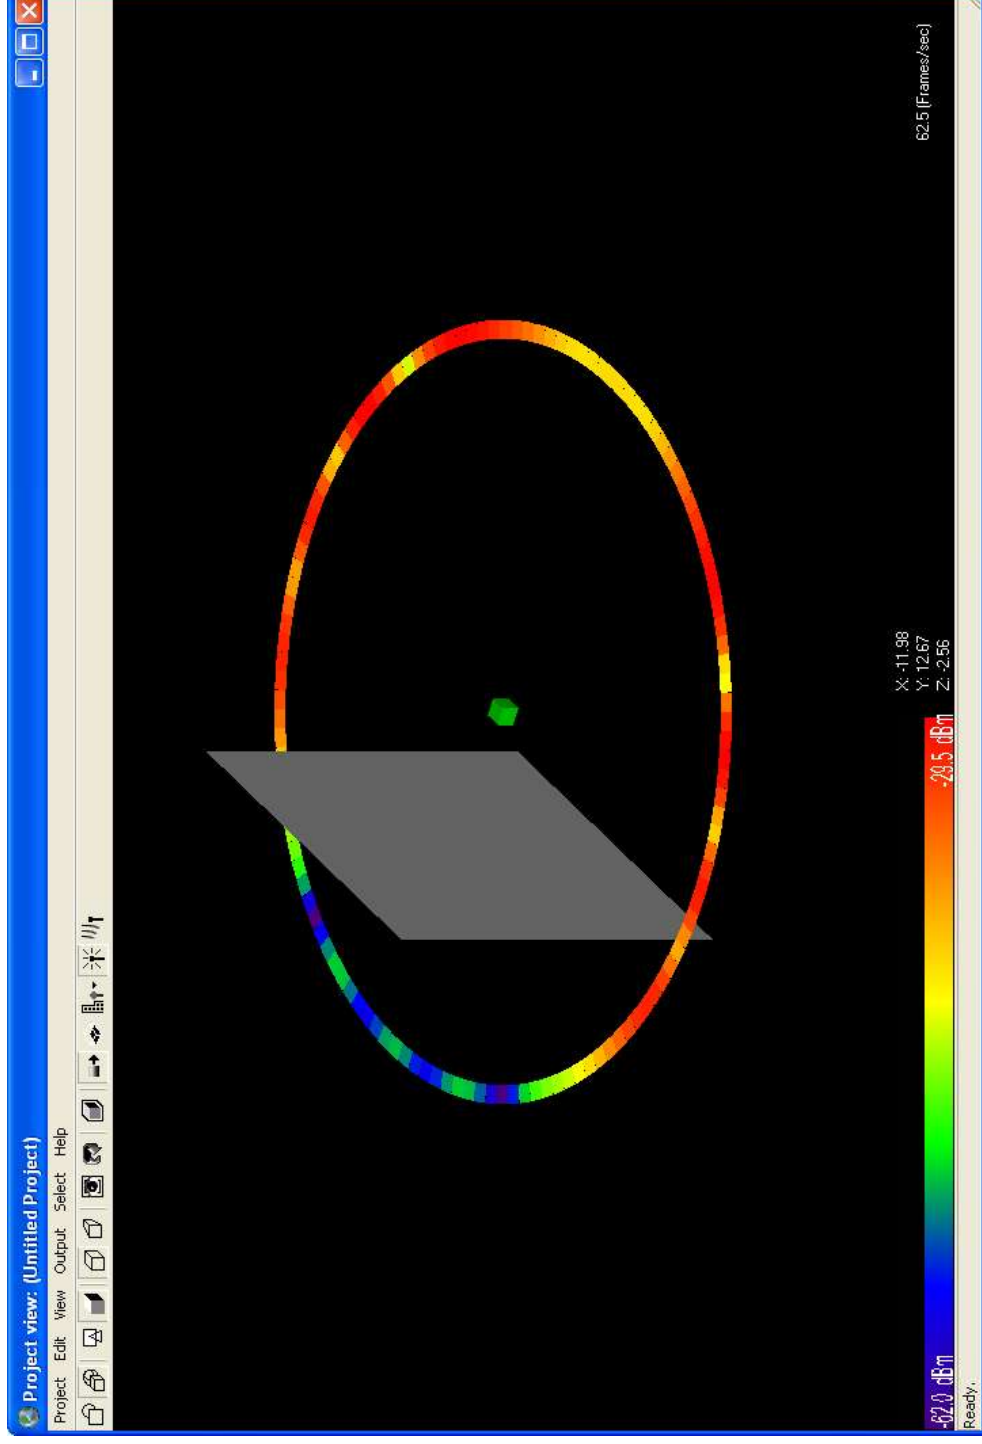 Project view: (Untitled Project)
Project Edit View Output Select Help
62.5 (Frames/sec)
X: -11.98
Y: 12.67
Z: -2.56
-62.0 dBm
-29.5 dBm
Ready.